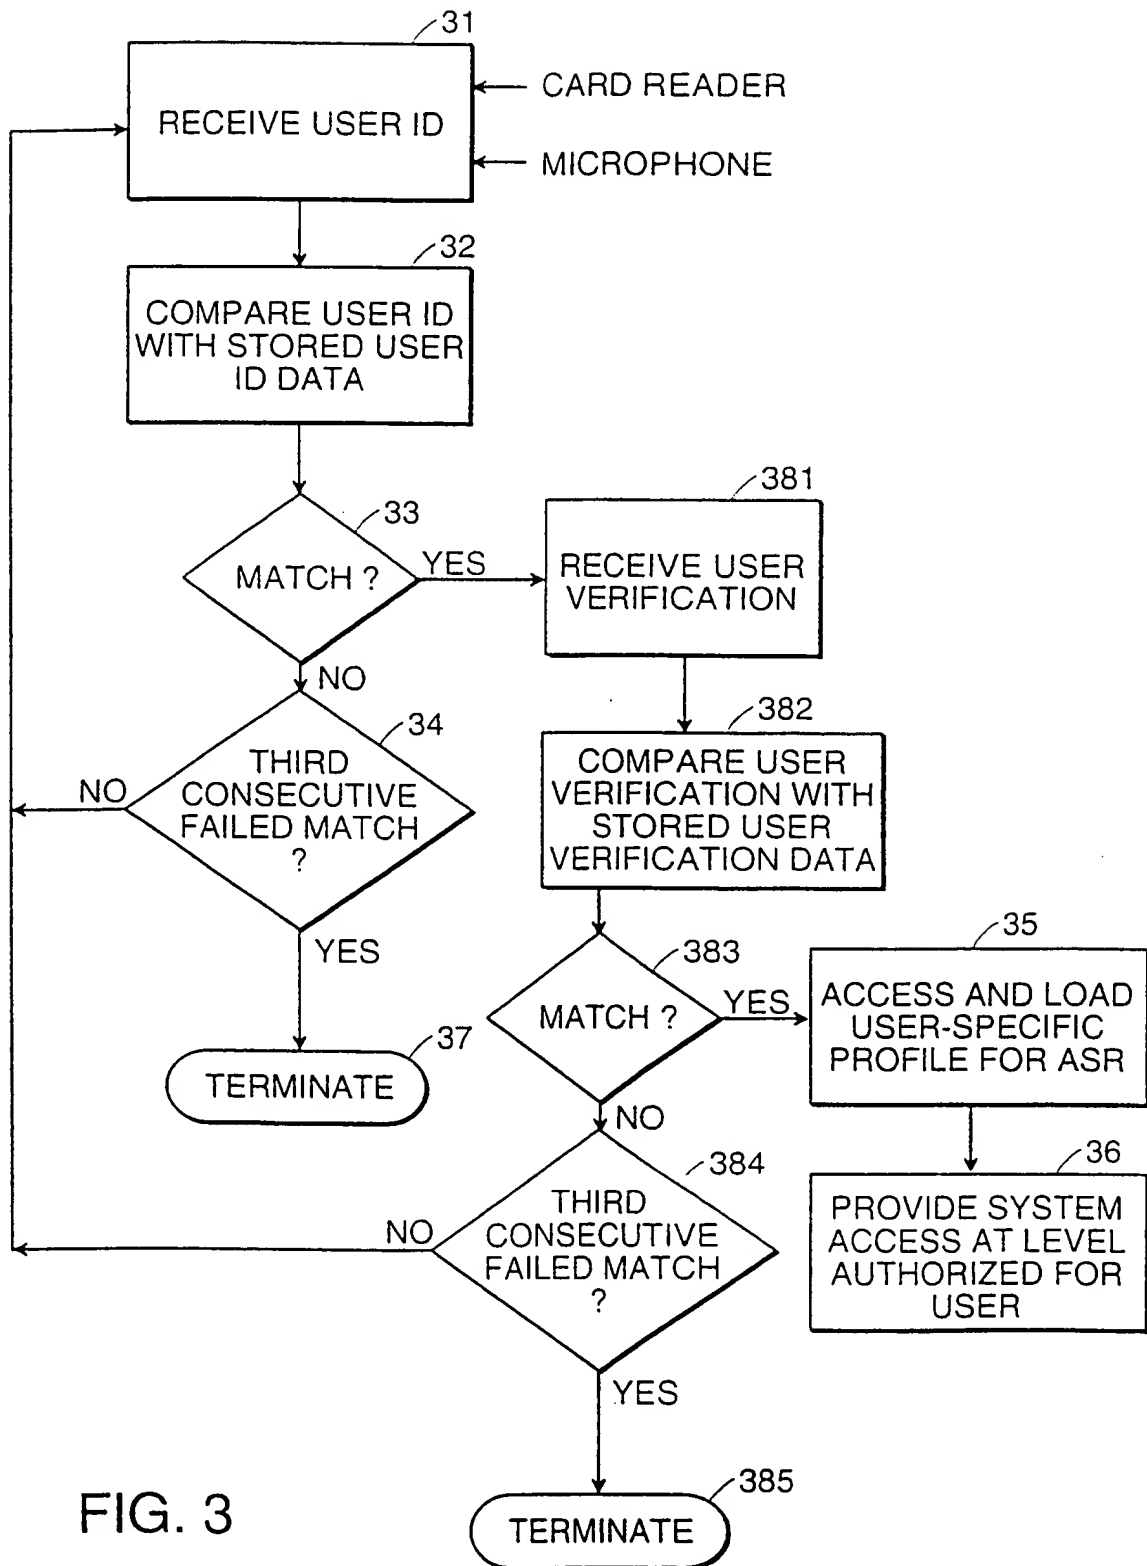 31
RECEIVE USER ID
CARD READER
MICROPHONE
32
COMPARE USER ID
WITH STORED USER
ID DATA
33
MATCH ?
YES
NO
381
RECEIVE USER
VERIFICATION
34
THIRD
CONSECUTIVE
FAILED MATCH
?
NO
YES
37
TERMINATE
382
COMPARE USER
VERIFICATION WITH
STORED USER
VERIFICATION DATA
383
MATCH ?
YES
NO
35
ACCESS AND LOAD
USER-SPECIFIC
PROFILE FOR ASR
36
PROVIDE SYSTEM
ACCESS AT LEVEL
AUTHORIZED FOR
USER
384
THIRD
CONSECUTIVE
FAILED MATCH
?
NO
YES
385
TERMINATE
FIG. 3